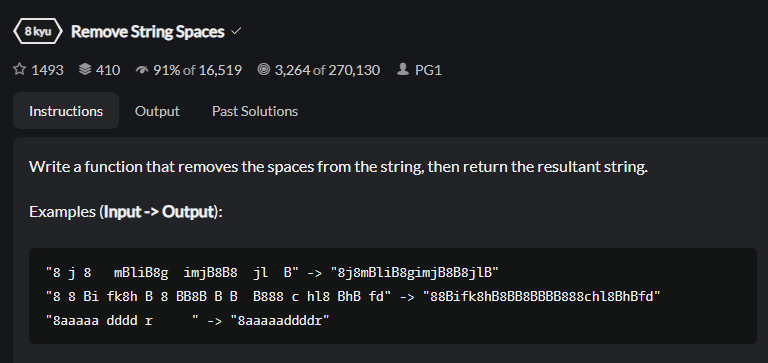 8 kyu Remove String Spaces
1493 410 91% of 16,519 3,264 of 270,130 PG1
Instructions Output Past Solutions
Write a function that removes the spaces from the string, then return the resultant string.
Examples (Input -> Output):
"8 j 8   mBliB8g  imjB8B8  jl  B" -> "8j8mBliB8gimjB8B8jlB"
"8 8 Bi fk8h B 8 BB8B B B  B888 c hl8 BhB fd" -> "88Bifk8hB8BB8BBBB888chl8BhBfd"
"8aaaaa dddd r     " -> "8aaaaaddddr"